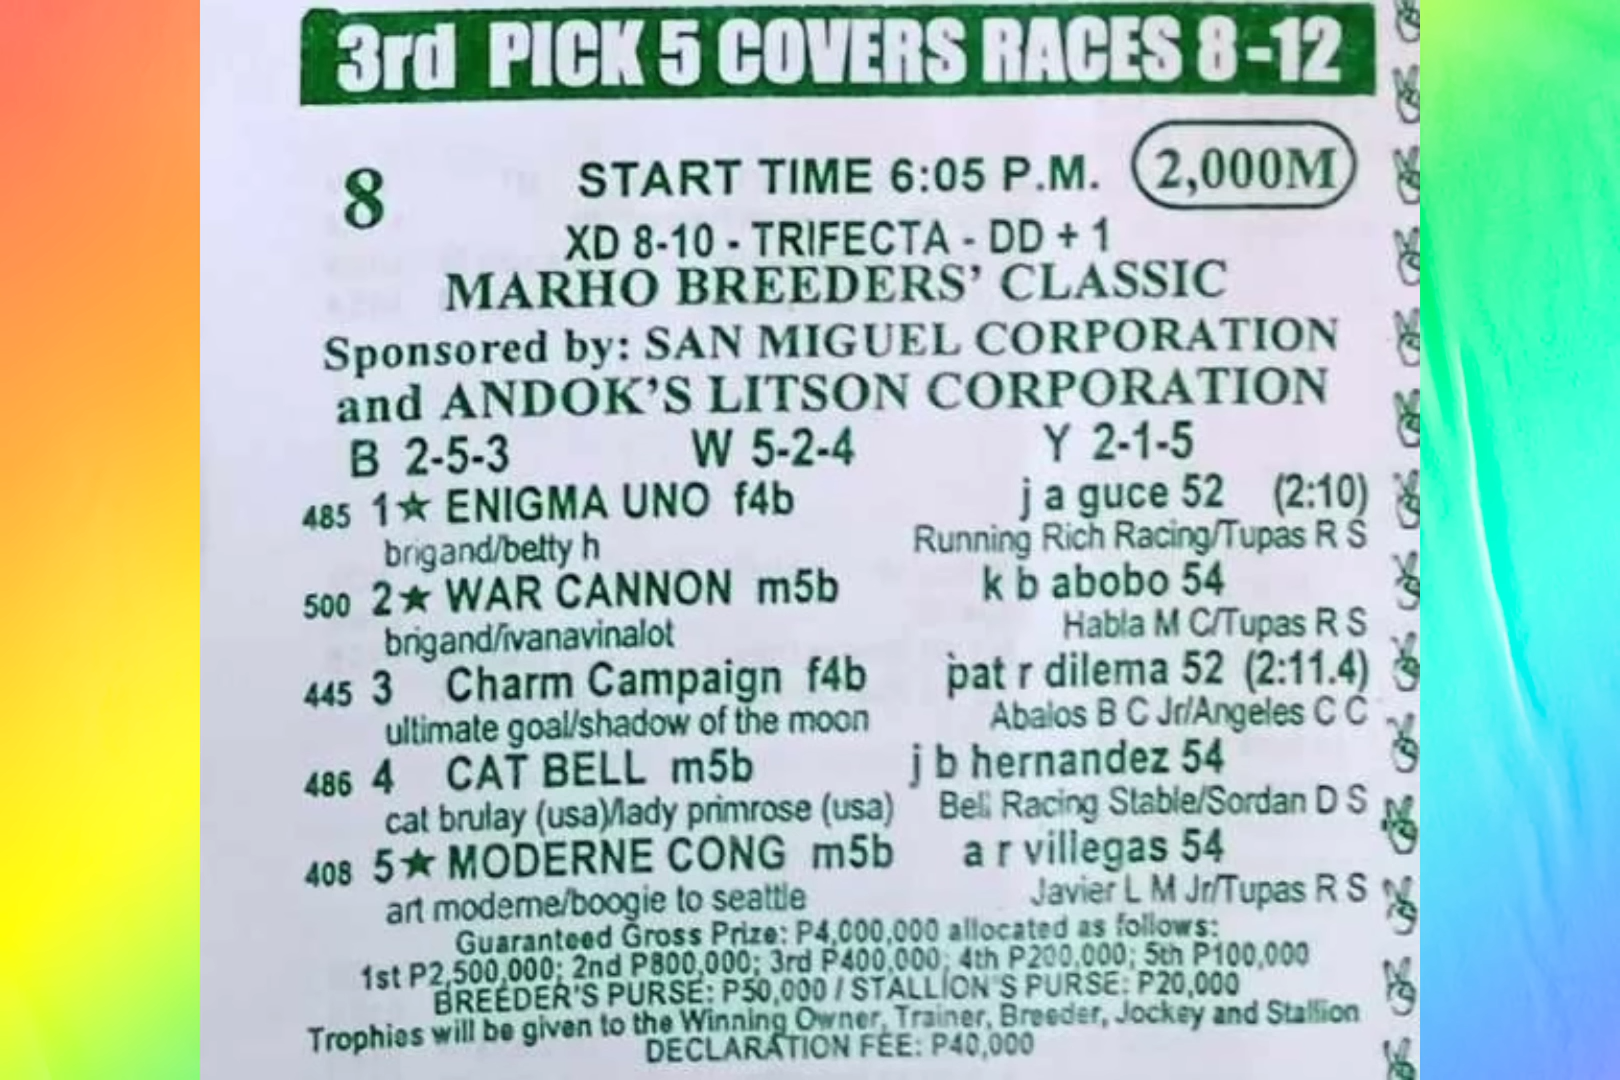 3rd PICK 5 COVERS RACES 8-12
8 START TIME 6:05 P.M. 2,000M
XD 8-10 - TRIFECTA - DD + 1
MARHO BREEDERS' CLASSIC
Sponsored by: SAN MIGUEL CORPORATION
and ANDOK'S LITSON CORPORATION
B 2-5-3 W 5-2-4 Y 2-1-5
485 1★ ENIGMA UNO f4b j a guce 52 (2:10)
brigand/betty h Running Rich Racing/Tupas R S
500 2★ WAR CANNON m5b k b abobo 54
brigand/ivanavinalot Habla M C/Tupas R S
445 3 Charm Campaign f4b pat r dilema 52 (2:11.4)
ultimate goal/shadow of the moon Abalos B C Jr/Angeles C C
486 4 CAT BELL m5b j b hernandez 54
cat brulay (usa)/lady primrose (usa) Bell Racing Stable/Sordan D S
408 5★ MODERNE CONG m5b a r villegas 54
art moderne/boogie to seattle Javier L M Jr/Tupas R S
Guaranteed Gross Prize: P4,000,000 allocated as follows:
1st P2,500,000; 2nd P800,000; 3rd P400,000; 4th P200,000; 5th P100,000
BREEDER'S PURSE: P50,000 / STALLION'S PURSE: P20,000
Trophies will be given to the Winning Owner, Trainer, Breeder, Jockey and Stallion
DECLARATION FEE: P40,000